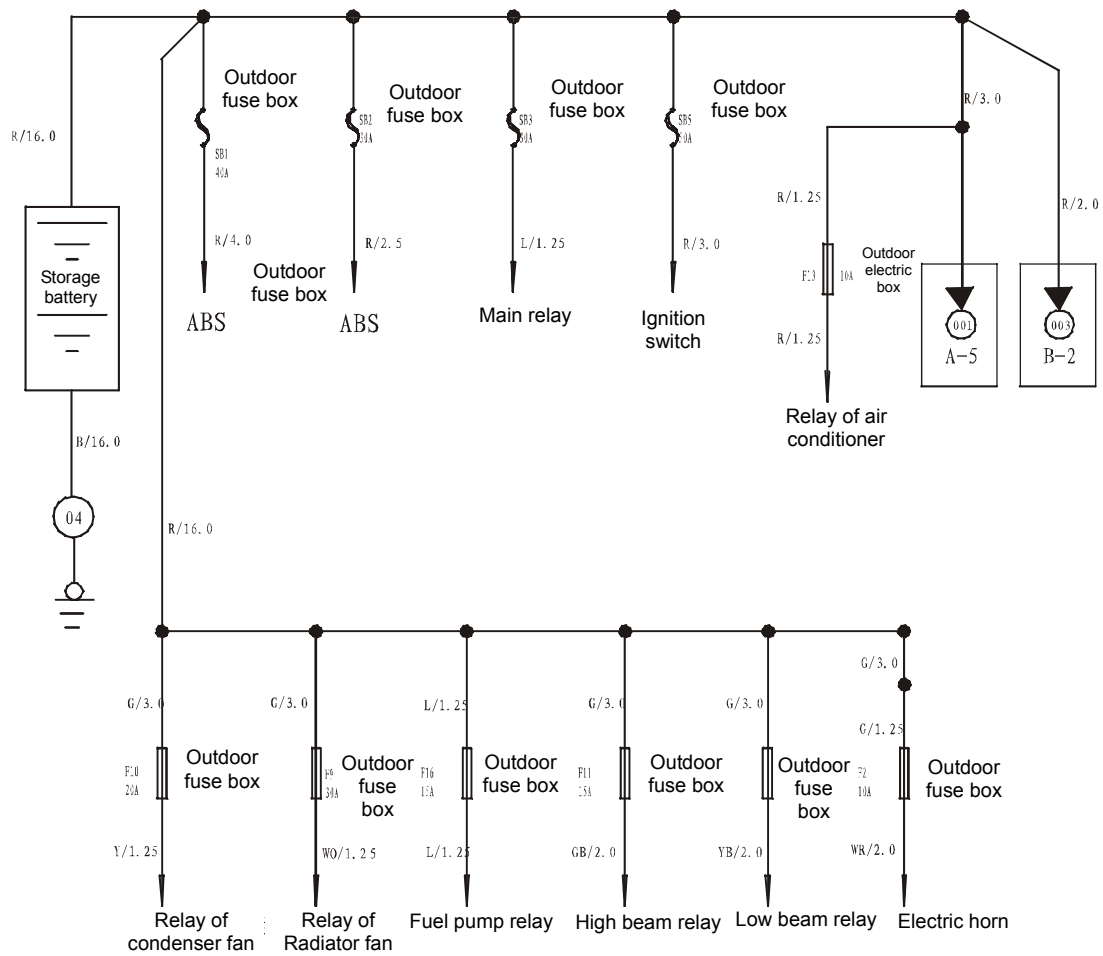 Outdoor
fuse box
Outdoor
fuse box
Outdoor
fuse box
Outdoor
fuse box
R/3.0
R/16.0
SB1
40A
SB2
SB3
SB5
R/1.25
R/2.0
Storage
battery
R/4.0
Outdoor
fuse box
R/2.5
L/1.25
R/3.0
F13
10A
Outdoor
electric
box
ABS
ABS
Main relay
Ignition
switch
R/1.25
001
A-5
003
B-2
Relay of air
conditioner
B/16.0
04
R/16.0
G/3.0
G/3.0
L/1.25
G/3.0
G/3.0
G/3.0
G/1.25
F10
20A
Outdoor
fuse box
30A
Outdoor
fuse
box
F16
15A
Outdoor
fuse box
F11
15A
Outdoor
fuse box
Outdoor
fuse
box
F2
10A
Outdoor
fuse box
Y/1.25
WO/1.25
L/1.25
GB/2.0
YB/2.0
WR/2.0
Relay of
condenser fan
Relay of
Radiator fan
Fuel pump relay
High beam relay
Low beam relay
Electric horn